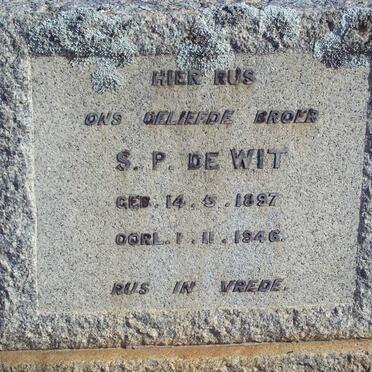 HIER RUS
ONS GELIEFDE BROER
S. P. DE WIT
GEB. 14.5.1897
OORL. 1.11.1946.
RUS IN VREDE.